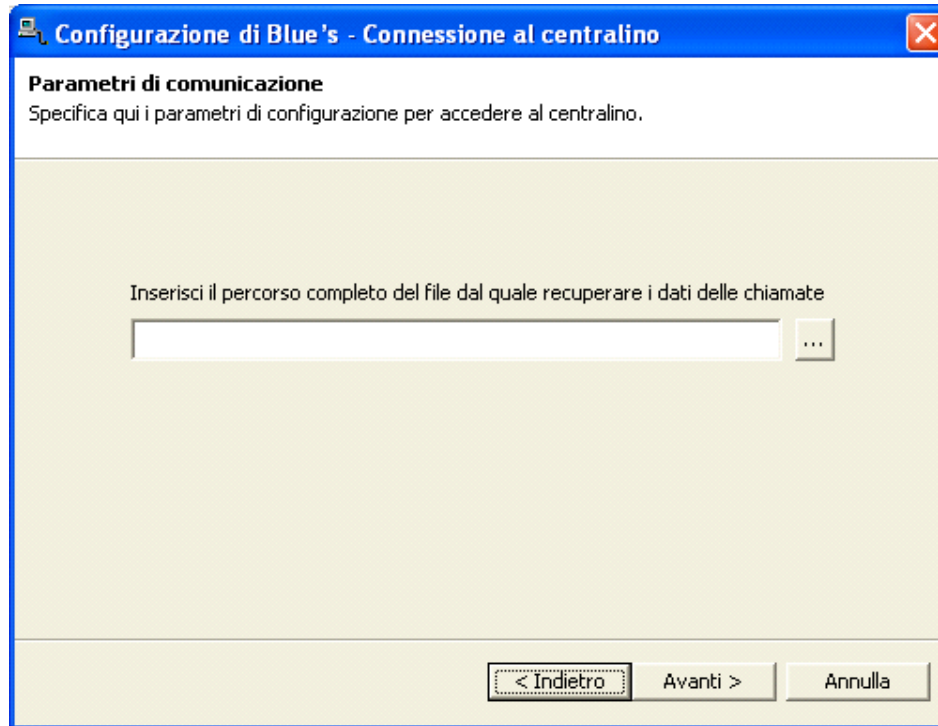 Configurazione di Blue's - Connessione al centralino
Parametri di comunicazione
Specifica qui i parametri di configurazione per accedere al centralino.
Inserisci il percorso completo del file dal quale recuperare i dati delle chiamate
...
< Indietro
Avanti >
Annulla